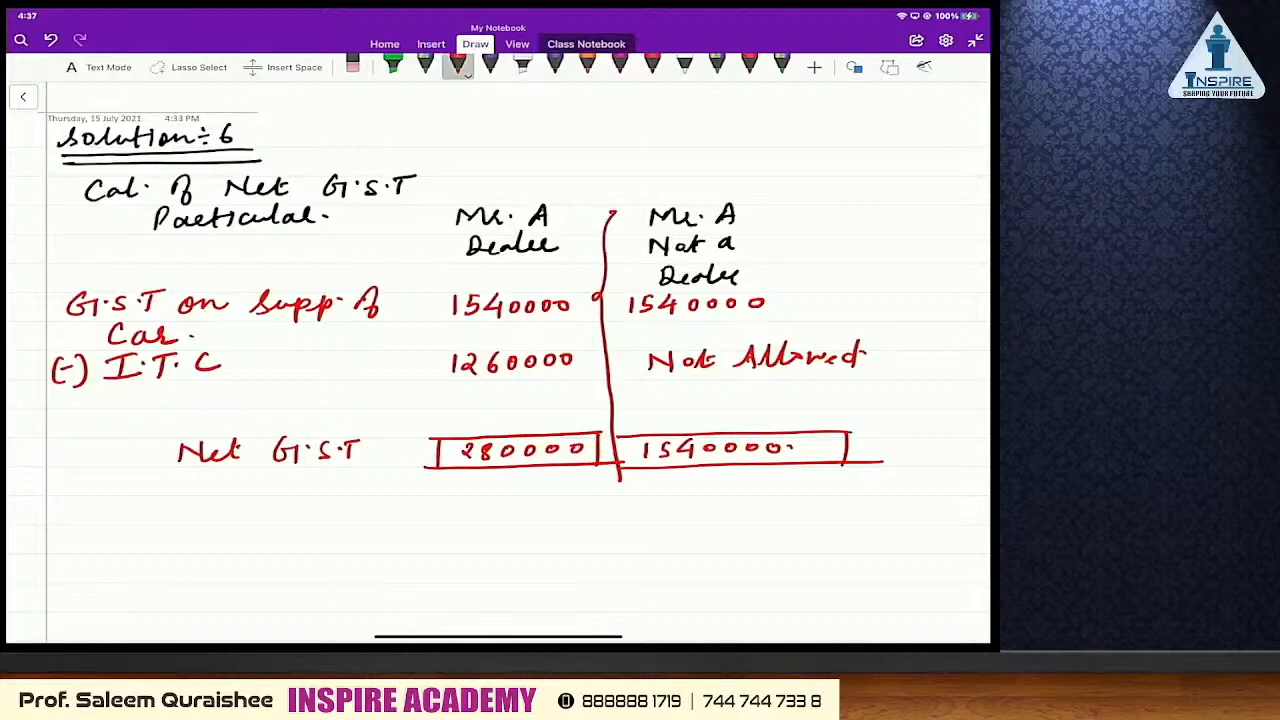 4:37
100%
My Notebook
Home Insert Draw View Class Notebook
Text Mode Lasso Select Insert Space
INSPIRE
SHAPING YOUR FUTURE
Thursday, 15 July 2021 4:33 PM
Solution ÷ 6
Cal. of Net G.S.T
Particular.
Mr. A Mr. A
Dealer Not a
Dealer
G.S.T on Supp. of 1540000 1540000
Car.
(-) I.T.C 1260000 Not Allowed
Net G.S.T 280000 1540000.
Prof. Saleem Quraishee INSPIRE ACADEMY 888888 1719 | 744 744 733 8